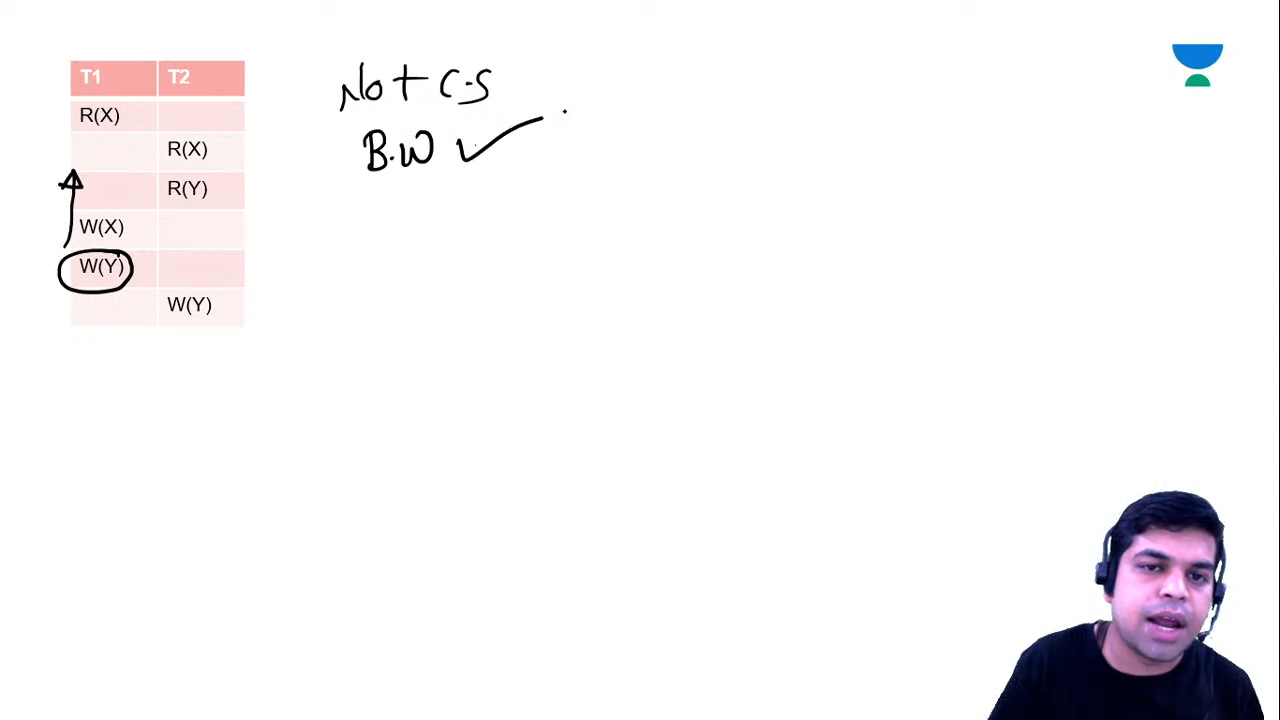 T1 T2
R(X)
R(X)
R(Y)
W(X)
W(Y)
W(Y)
Not C.S
B.W